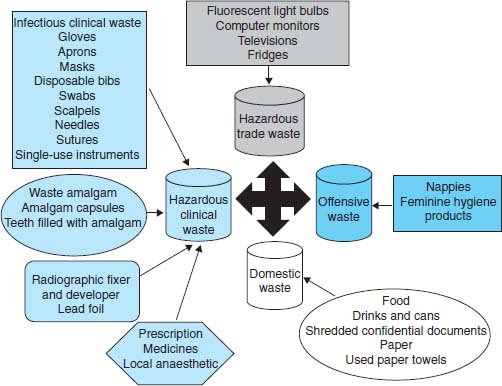 Infectious clinical waste
Gloves
Aprons
Masks
Disposable bibs
Swabs
Scalpels
Needles
Sutures
Single-use instruments
Fluorescent light bulbs
Computer monitors
Televisions
Fridges
Hazardous
trade waste
Waste amalgam
Amalgam capsules
Teeth filled with amalgam
Hazardous
clinical
waste
Offensive
waste
Nappies
Feminine hygiene
products
Radiographic fixer
and developer
Lead foil
Domestic
waste
Prescription
Medicines
Local anaesthetic
Food
Drinks and cans
Shredded confidential documents
Paper
Used paper towels